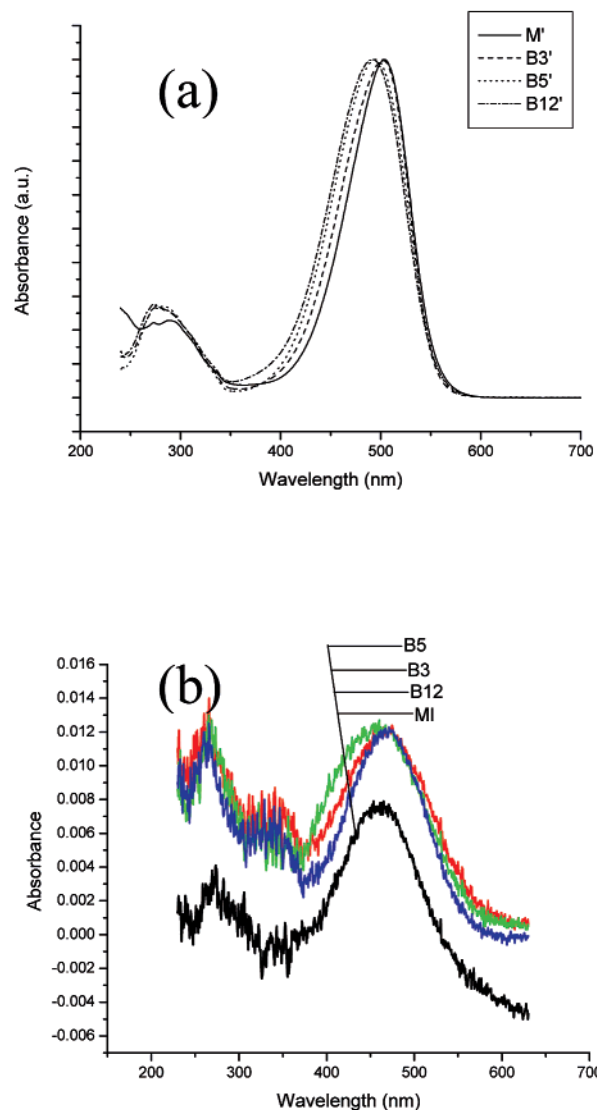 (a)
M'
B3'
B5'
B12'
Absorbance (a.u.)
200 300 400 500 600 700
Wavelength (nm)
(b)
B5
B3
B12
MI
0.016
0.014
0.012
0.010
0.008
0.006
0.004
0.002
0.000
-0.002
-0.004
-0.006
Absorbance
200 300 400 500 600 700
Wavelength (nm)